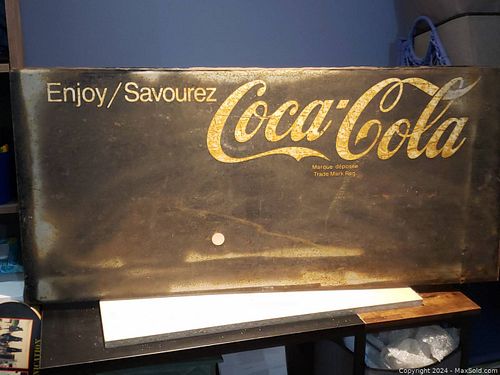 Enjoy/Savourez Coca-Cola
Marque déposée
Trade Mark Reg.
Copyright © 2024 - MaxSold.com